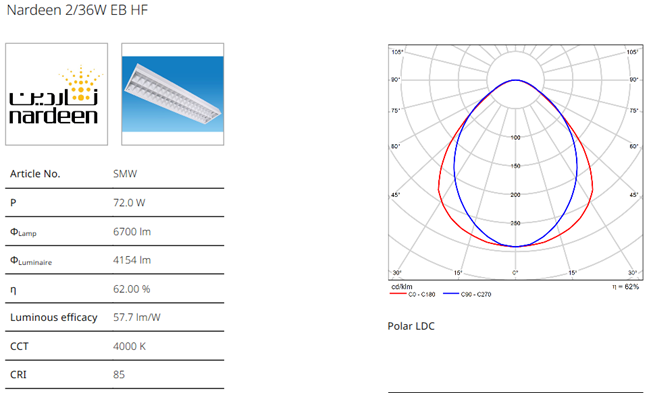 Nardeen 2/36W EB HF
ناردين
nardeen
Article No. SMW
P 72.0 W
ΦLamp 6700 lm
ΦLuminaire 4154 lm
η 62.00 %
Luminous efficacy 57.7 lm/W
CCT 4000 K
CRI 85
105° 105°
90° 90°
75° 75°
60° 60°
45° 45°
100
150
200
250
30° 15° 0° 15° 30°
cd/klm η = 62%
C0 - C180 C90 - C270
Polar LDC